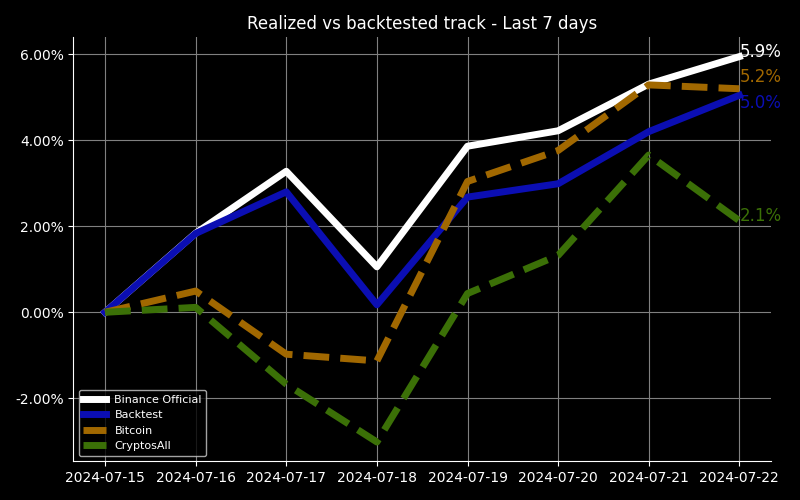 Realized vs backtested track - Last 7 days
6.00%
4.00%
2.00%
0.00%
-2.00%
5.9%
5.2%
5.0%
2.1%
Binance Official
Backtest
Bitcoin
CryptosAll
2024-07-15 2024-07-16 2024-07-17 2024-07-18 2024-07-19 2024-07-20 2024-07-21 2024-07-22